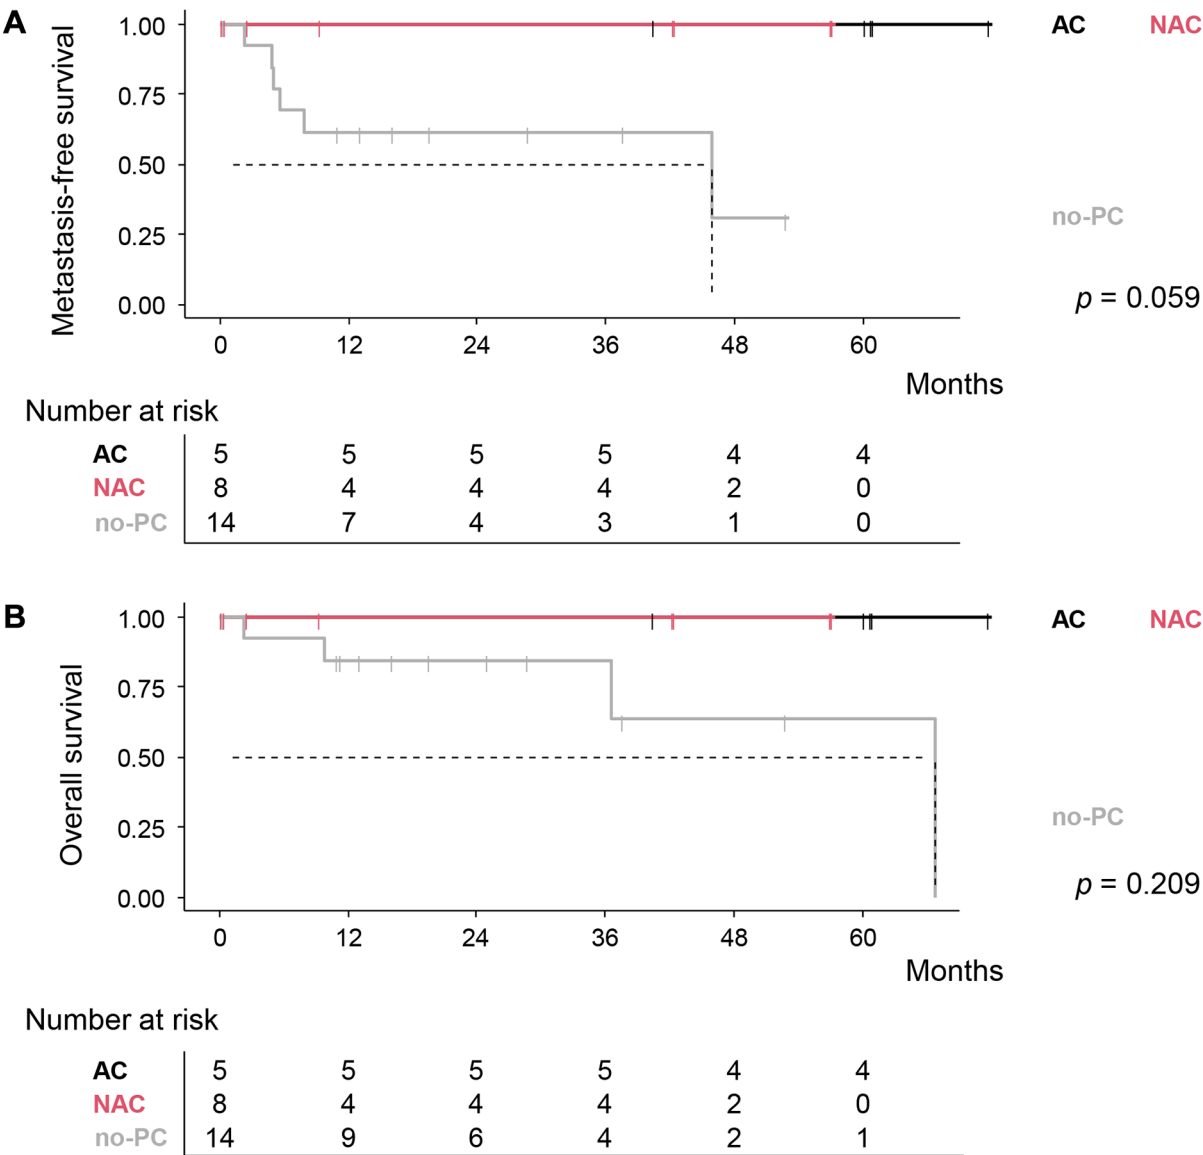 A
Metastasis-free survival
1.00
0.75
0.50
0.25
0.00
0 12 24 36 48 60
Months
AC NAC
no-PC
p = 0.059
Number at risk
AC 5 5 5 5 4 4
NAC 8 4 4 4 2 0
no-PC 14 7 4 3 1 0
B
Overall survival
1.00
0.75
0.50
0.25
0.00
0 12 24 36 48 60
Months
AC NAC
no-PC
p = 0.209
Number at risk
AC 5 5 5 5 4 4
NAC 8 4 4 4 2 0
no-PC 14 9 6 4 2 1